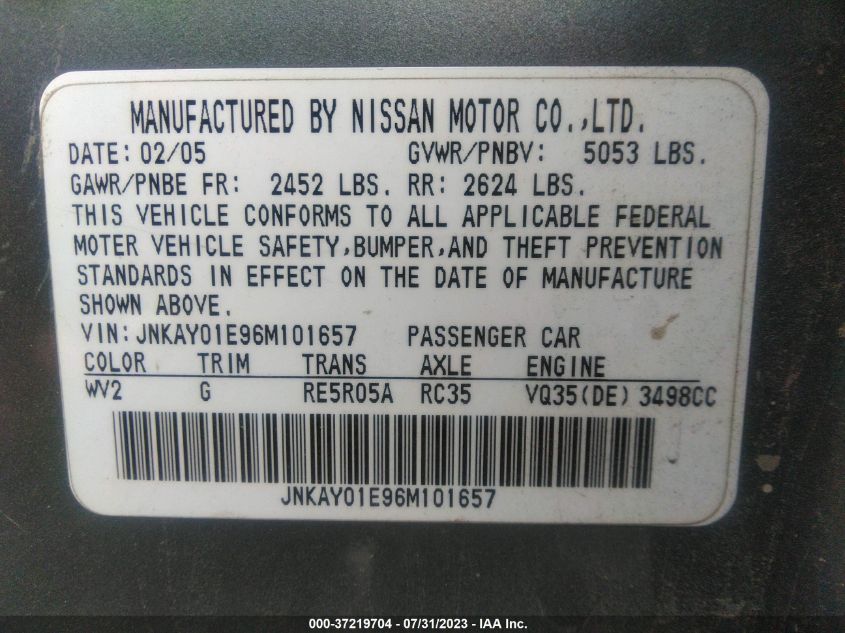 MANUFACTURED BY NISSAN MOTOR CO.,LTD.
DATE: 02/05 GVWR/PNBV: 5053 LBS.
GAWR/PNBE FR: 2452 LBS. RR: 2624 LBS.
THIS VEHICLE CONFORMS TO ALL APPLICABLE FEDERAL
MOTER VEHICLE SAFETY,BUMPER,AND THEFT PREVENTION
STANDARDS IN EFFECT ON THE DATE OF MANUFACTURE
SHOWN ABOVE.
VIN:JNKAY01E96M101657 PASSENGER CAR
COLOR TRIM TRANS AXLE ENGINE
WV2 G RE5R05A RC35 VQ35(DE) 3498CC
JNKAY01E96M101657
000-37219704 - 07/31/2023 - IAA Inc.